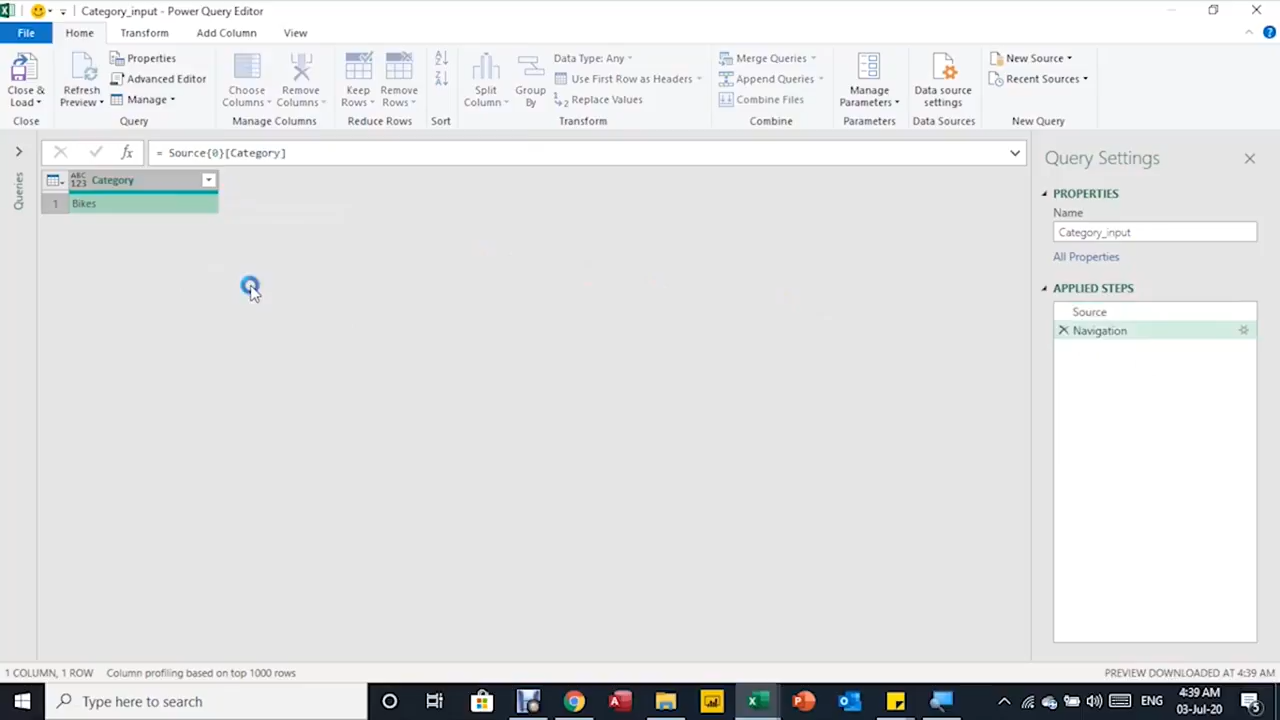 Category_input - Power Query Editor
File
Home
Transform
Add Column
View
Close & Load
Close
Refresh Preview
Properties
Advanced Editor
Manage
Query
Choose Columns
Remove Columns
Manage Columns
Keep Rows
Remove Rows
Reduce Rows
Sort
Split Column
Group By
Data Type: Any
Use First Row as Headers
Replace Values
Transform
Merge Queries
Append Queries
Combine Files
Combine
Manage Parameters
Parameters
Data source settings
Data Sources
New Source
Recent Sources
New Query
Queries
fx
= Source{0}[Category]
ABC 123 Category
1 Bikes
Query Settings
PROPERTIES
Name
Category_input
All Properties
APPLIED STEPS
Source
Navigation
1 COLUMN, 1 ROW
Column profiling based on top 1000 rows
PREVIEW DOWNLOADED AT 4:39 AM
Type here to search
ENG
4:39 AM
03-Jul-20
5